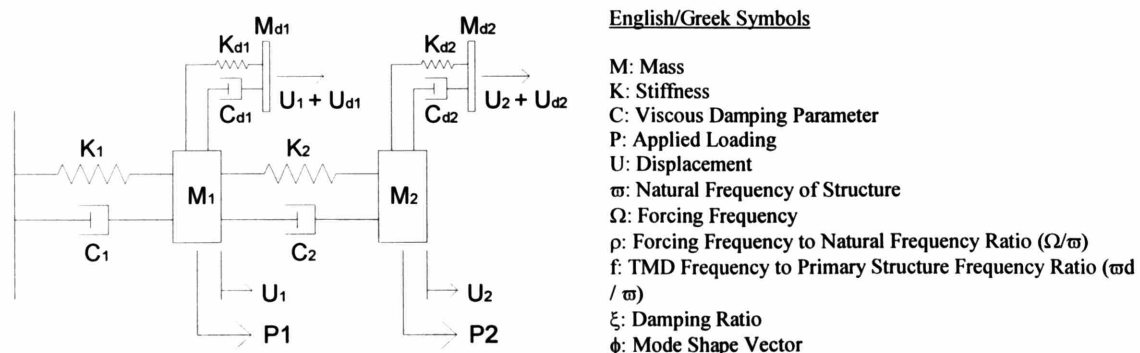 Md1
Kd1
Cd1
U1 + Ud1
Md2
Kd2
Cd2
U2 + Ud2
K1
M1
C1
K2
M2
C2
U1
P1
U2
P2
English/Greek Symbols
M: Mass
K: Stiffness
C: Viscous Damping Parameter
P: Applied Loading
U: Displacement
ϖ: Natural Frequency of Structure
Ω: Forcing Frequency
ρ: Forcing Frequency to Natural Frequency Ratio (Ω/ϖ)
f: TMD Frequency to Primary Structure Frequency Ratio (ϖd
/ ϖ)
ξ: Damping Ratio
ϕ: Mode Shape Vector